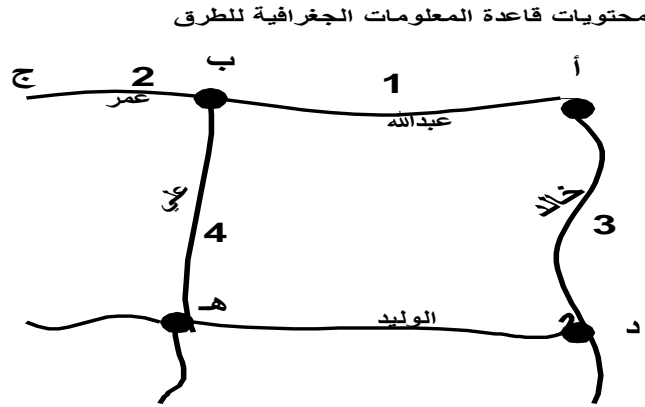 محتويات قاعدة المعلومات الجغرافية للطرق
أ
1
ب
2
ج
عبدالله
عمر
خالد
3
علي
4
هـ
الوليد
د